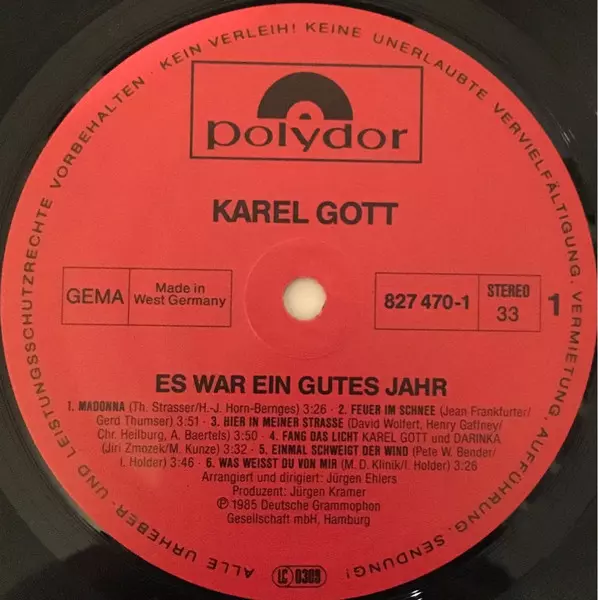 ALLE URHEBER- UND LEISTUNGSSCHUTZRECHTE VORBEHALTEN · KEIN VERLEIH! KEINE UNERLAUBTE VERVIELFÄLTIGUNG, VERMIETUNG, AUFFÜHRUNG, SENDUNG!
polydor
KAREL GOTT
GEMA
Made in
West Germany
827 470-1
STEREO
33
1
ES WAR EIN GUTES JAHR
1. MADONNA (Th. Strasser/H.-J. Horn-Bernges) 3:26 - 2. FEUER IM SCHNEE (Jean Frankfurter/
Gerd Thumser) 3:51 - 3. HIER IN MEINER STRASSE (David Wolfert, Henry Gaffney/
Chr. Heilburg, A. Baertels) 3:50 - 4. FANG DAS LICHT KAREL GOTT und DARINKA
(Jiri Zmozek/M. Kunze) 3:32 - 5. EINMAL SCHWEIGT DER WIND (Pete W. Bender/
I. Holder) 3:46 - 6. WAS WEISST DU VON MIR (M. D. Klinik/I. Holder) 3:26
Arrangiert und dirigiert: Jürgen Ehlers
Produzent: Jürgen Kramer
Ⓟ 1985 Deutsche Grammophon
Gesellschaft mbH, Hamburg
LC 0309